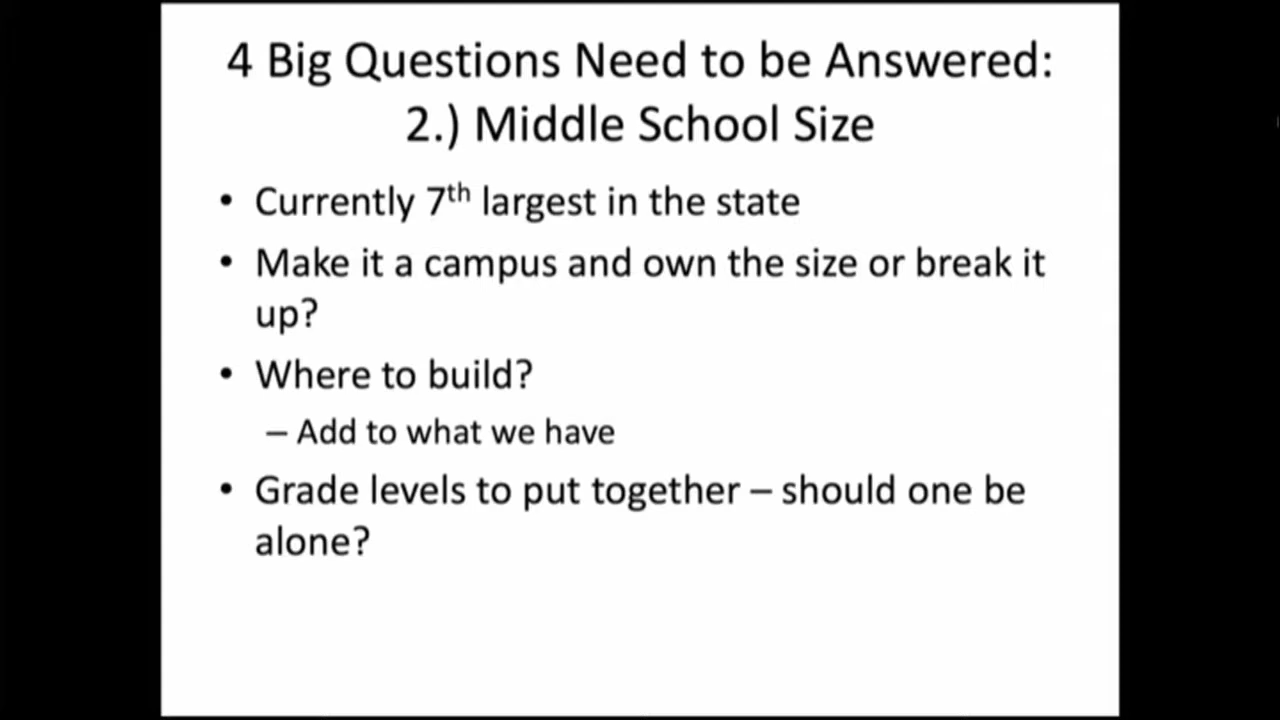 4 Big Questions Need to be Answered:
2.) Middle School Size
• Currently 7th largest in the state
• Make it a campus and own the size or break it
up?
• Where to build?
– Add to what we have
• Grade levels to put together – should one be
alone?